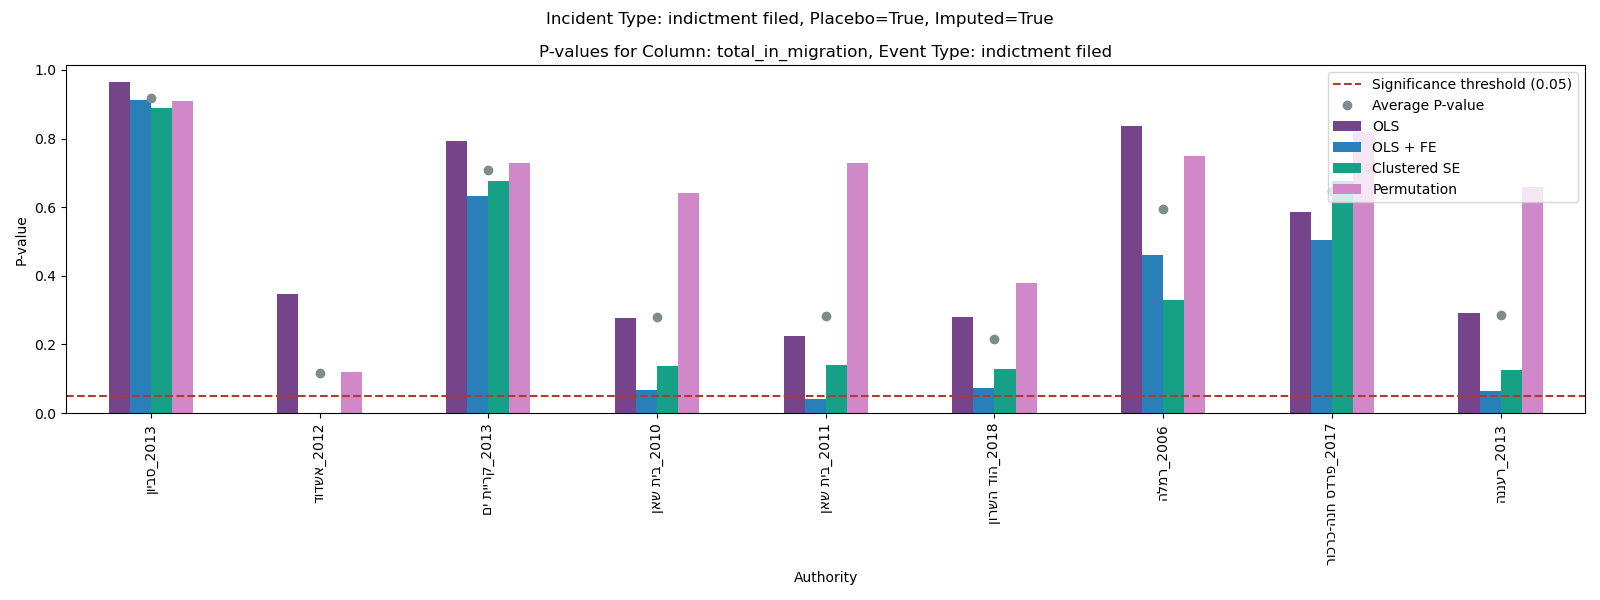 Incident Type: indictment filed, Placebo=True, Imputed=True
P-values for Column: total_in_migration, Event Type: indictment filed
1.0
0.8
0.6
0.4
0.2
0.0
P-value
Significance threshold (0.05)
Average P-value
OLS
OLS + FE
Clustered SE
Permutation
סביון_2013
אשדוד_2012
קריית ים_2013
בית שאן_2010
בית שאן_2011
הוד השרון_2018
רמלה_2006
פרדס חנה-כרכור_2017
רעננה_2013
Authority